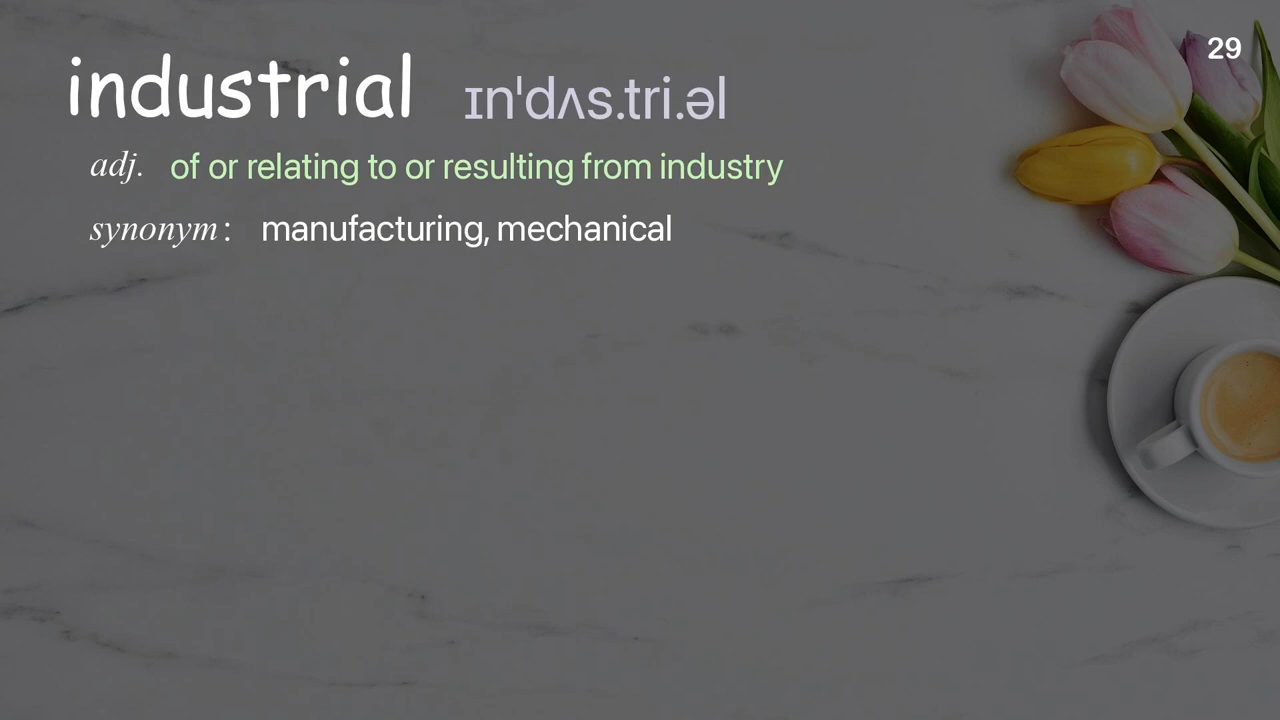 29
industrial ɪnˈdʌs.tri.əl
adj. of or relating to or resulting from industry
synonym: manufacturing, mechanical